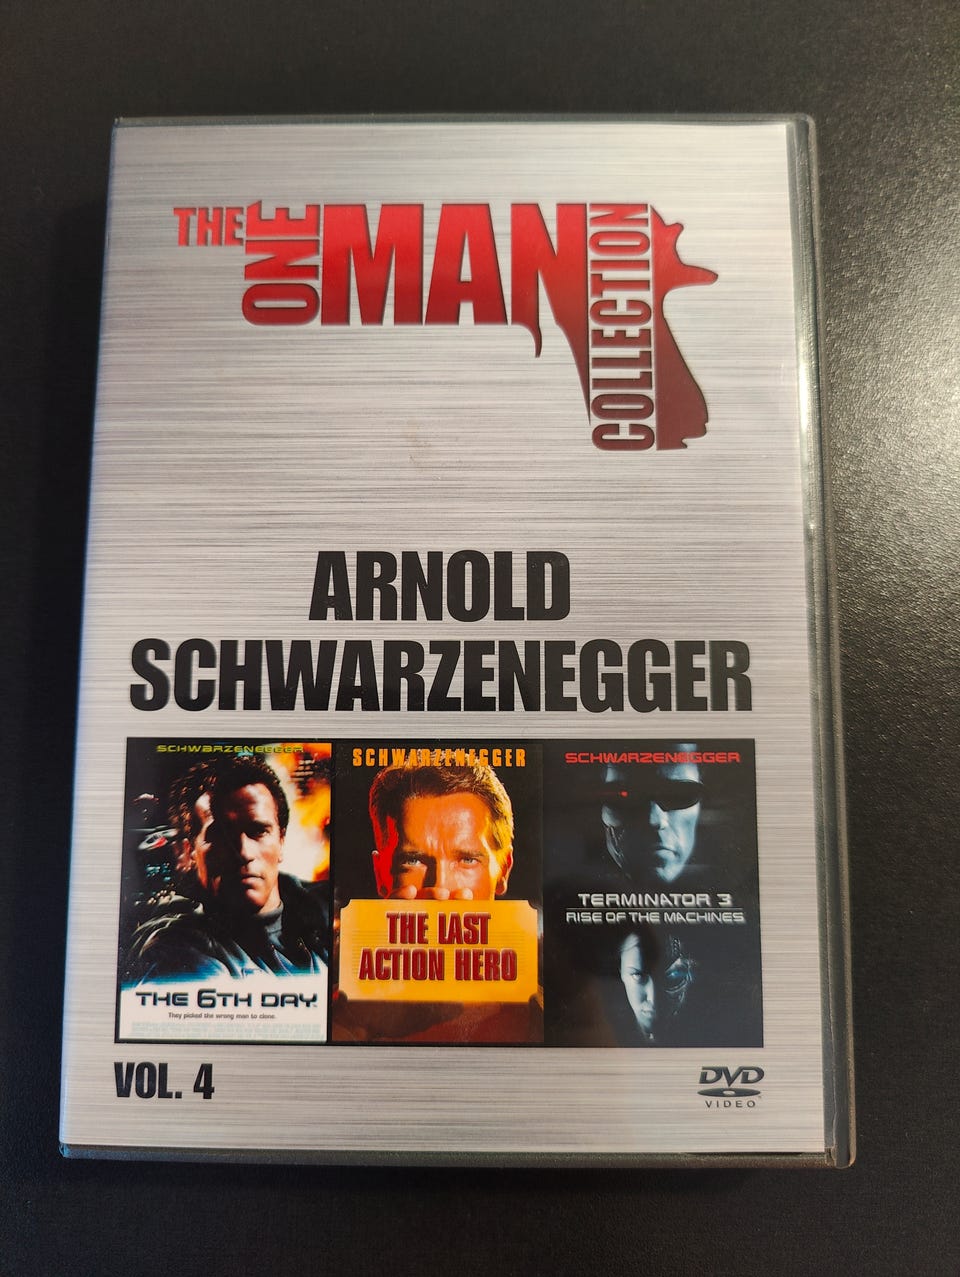 THE ONE MAN COLLECTION
ARNOLD
SCHWARZENEGGER
SCHWARZENEGGER
THE 6TH DAY
They picked the wrong man to clone.
SCHWARZENEGGER
THE LAST
ACTION HERO
SCHWARZENEGGER
TERMINATOR 3
RISE OF THE MACHINES
VOL. 4
DVD
VIDEO